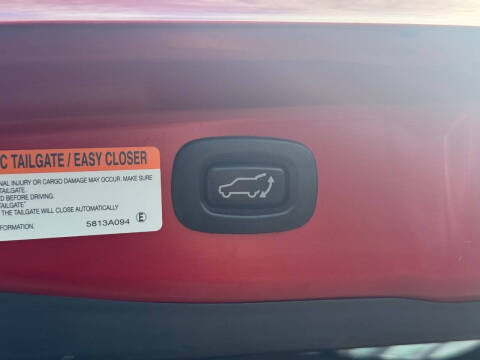 C TAILGATE / EASY CLOSER
NAL INJURY OR CARGO DAMAGE MAY OCCUR. MAKE SURE
TAILGATE.
D BEFORE DRIVING.
TAILGATE"
THE TAILGATE WILL CLOSE AUTOMATICALLY
FORMATION.
5813A094 E